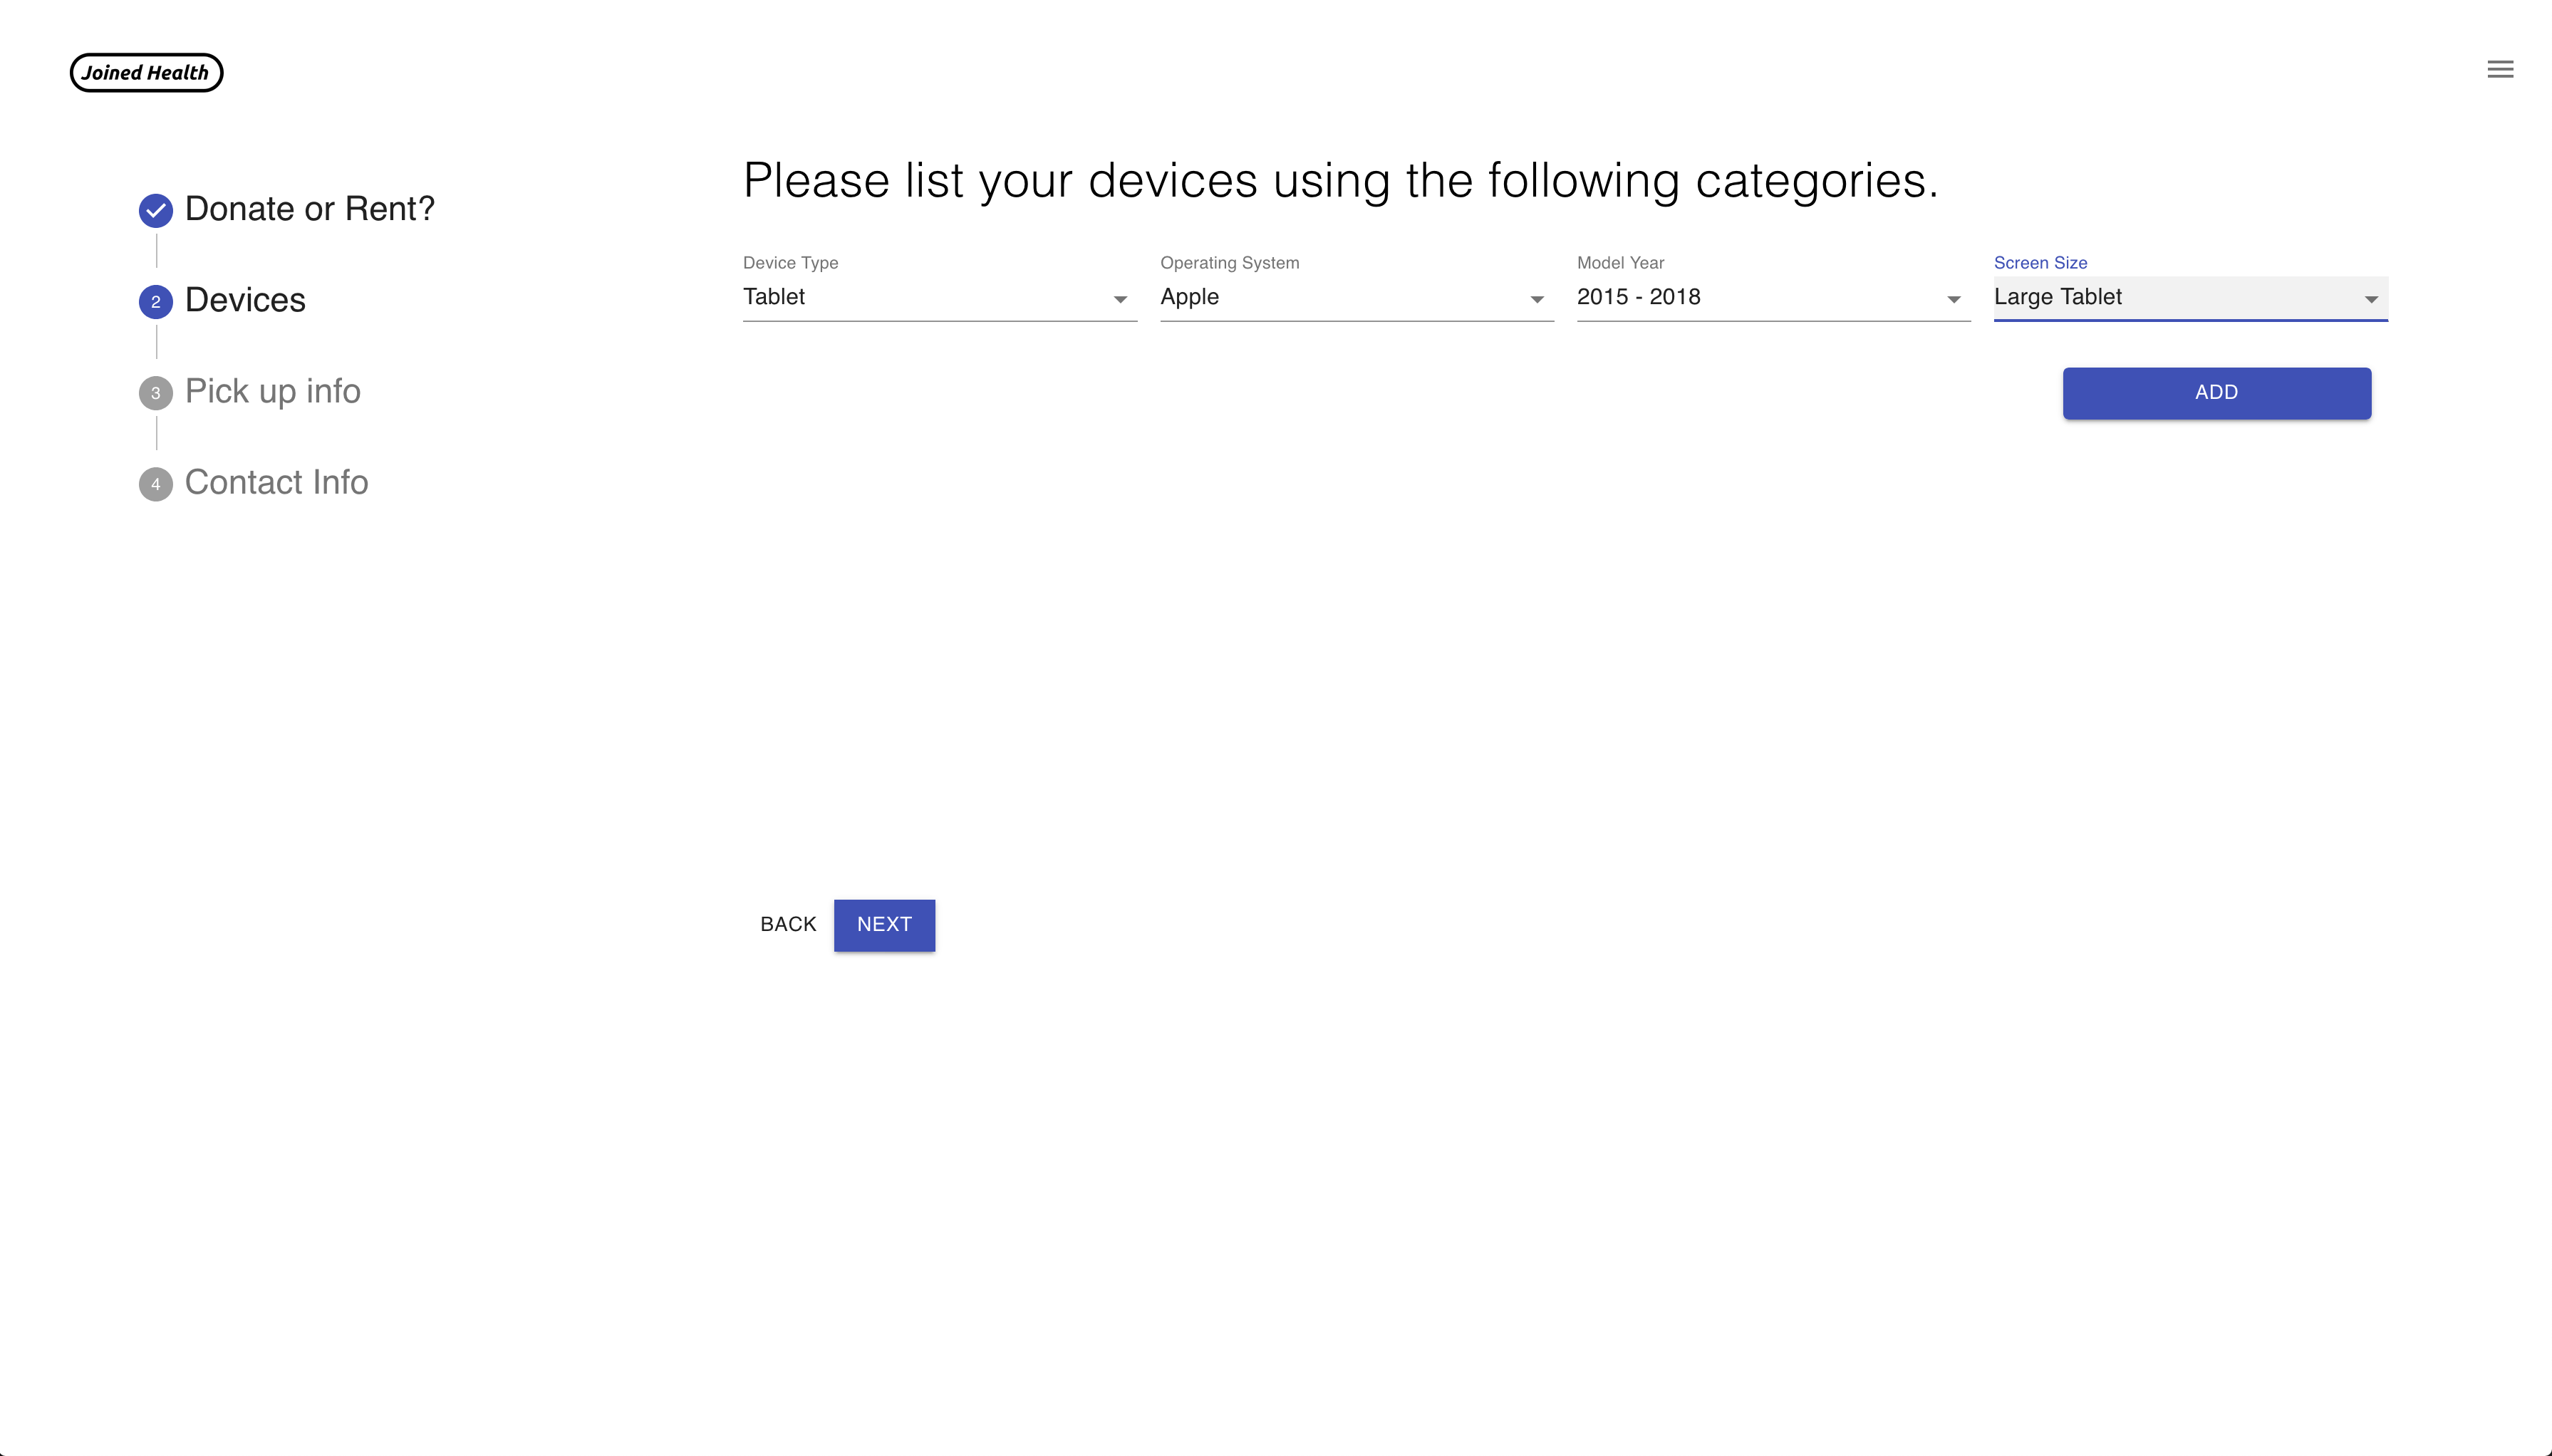 Joined Health
Donate or Rent?
2 Devices
3 Pick up info
4 Contact Info
Please list your devices using the following categories.
Device Type Operating System Model Year Screen Size
Tablet Apple 2015 - 2018 Large Tablet
ADD
BACK NEXT